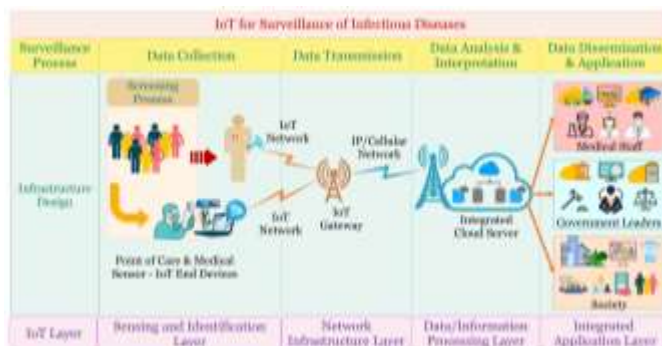 IoT for Surveillance of Infectious Diseases
Surveillance
Process
Data Collection
Data Transmission
Data Analysis &
Interpretation
Data Dissemination
& Application
Infrastructure
Design
Screening
Process
IoT
Network
IoT
Network
Point of Care & Medical
Sensor - IoT End Devices
IoT
Gateway
IP/Cellular
Network
Integrated
Cloud Server
Medical Staff
Government Leaders
Society
IoT Layer
Sensing and Identification
Layer
Network
Infrastructure Layer
Data/Information
Processing Layer
Integrated
Application Layer